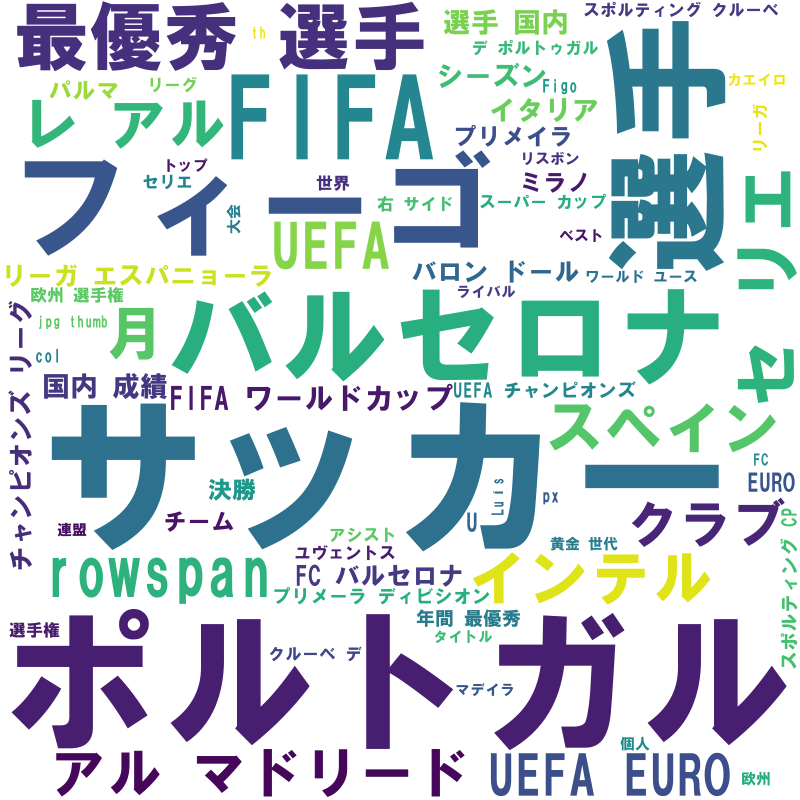 スポルティング クルーベ
最優秀 選手
th
選手 国内
デ ポルトゥガル
シーズン
Figo
カエイロ
パルマ
リーグ
レアル
FIFA
イタリア
選手
プリメイラ
リーガ
フィーゴ
トップ
セリエ
世界
リスボン
ミラノ
セリエ
右 サイド
スーパー カップ
大会
UEFA
ベスト
リーガ エスパニョーラ
バロン ドール
ワールド ユース
欧州 選手権
ライバル
jpg thumb
月
バルセロナ
チャンピオンズ リーグ
col
国内 成績
FIFA ワールドカップ
UEFA チャンピオンズ
サッカー
スペイン
FC
EURO
決勝
Luis
px
U
クラブ
連盟
チーム
アシスト
黄金 世代
スポルティング CP
ユヴェントス
rowspan
FC バルセロナ
インテル
プリメーラ ディビシオン
年間 最優秀
選手権
タイトル
ポルトガル
クルーベ デ
マデイラ
個人
アル マドリード
UEFA EURO
欧州